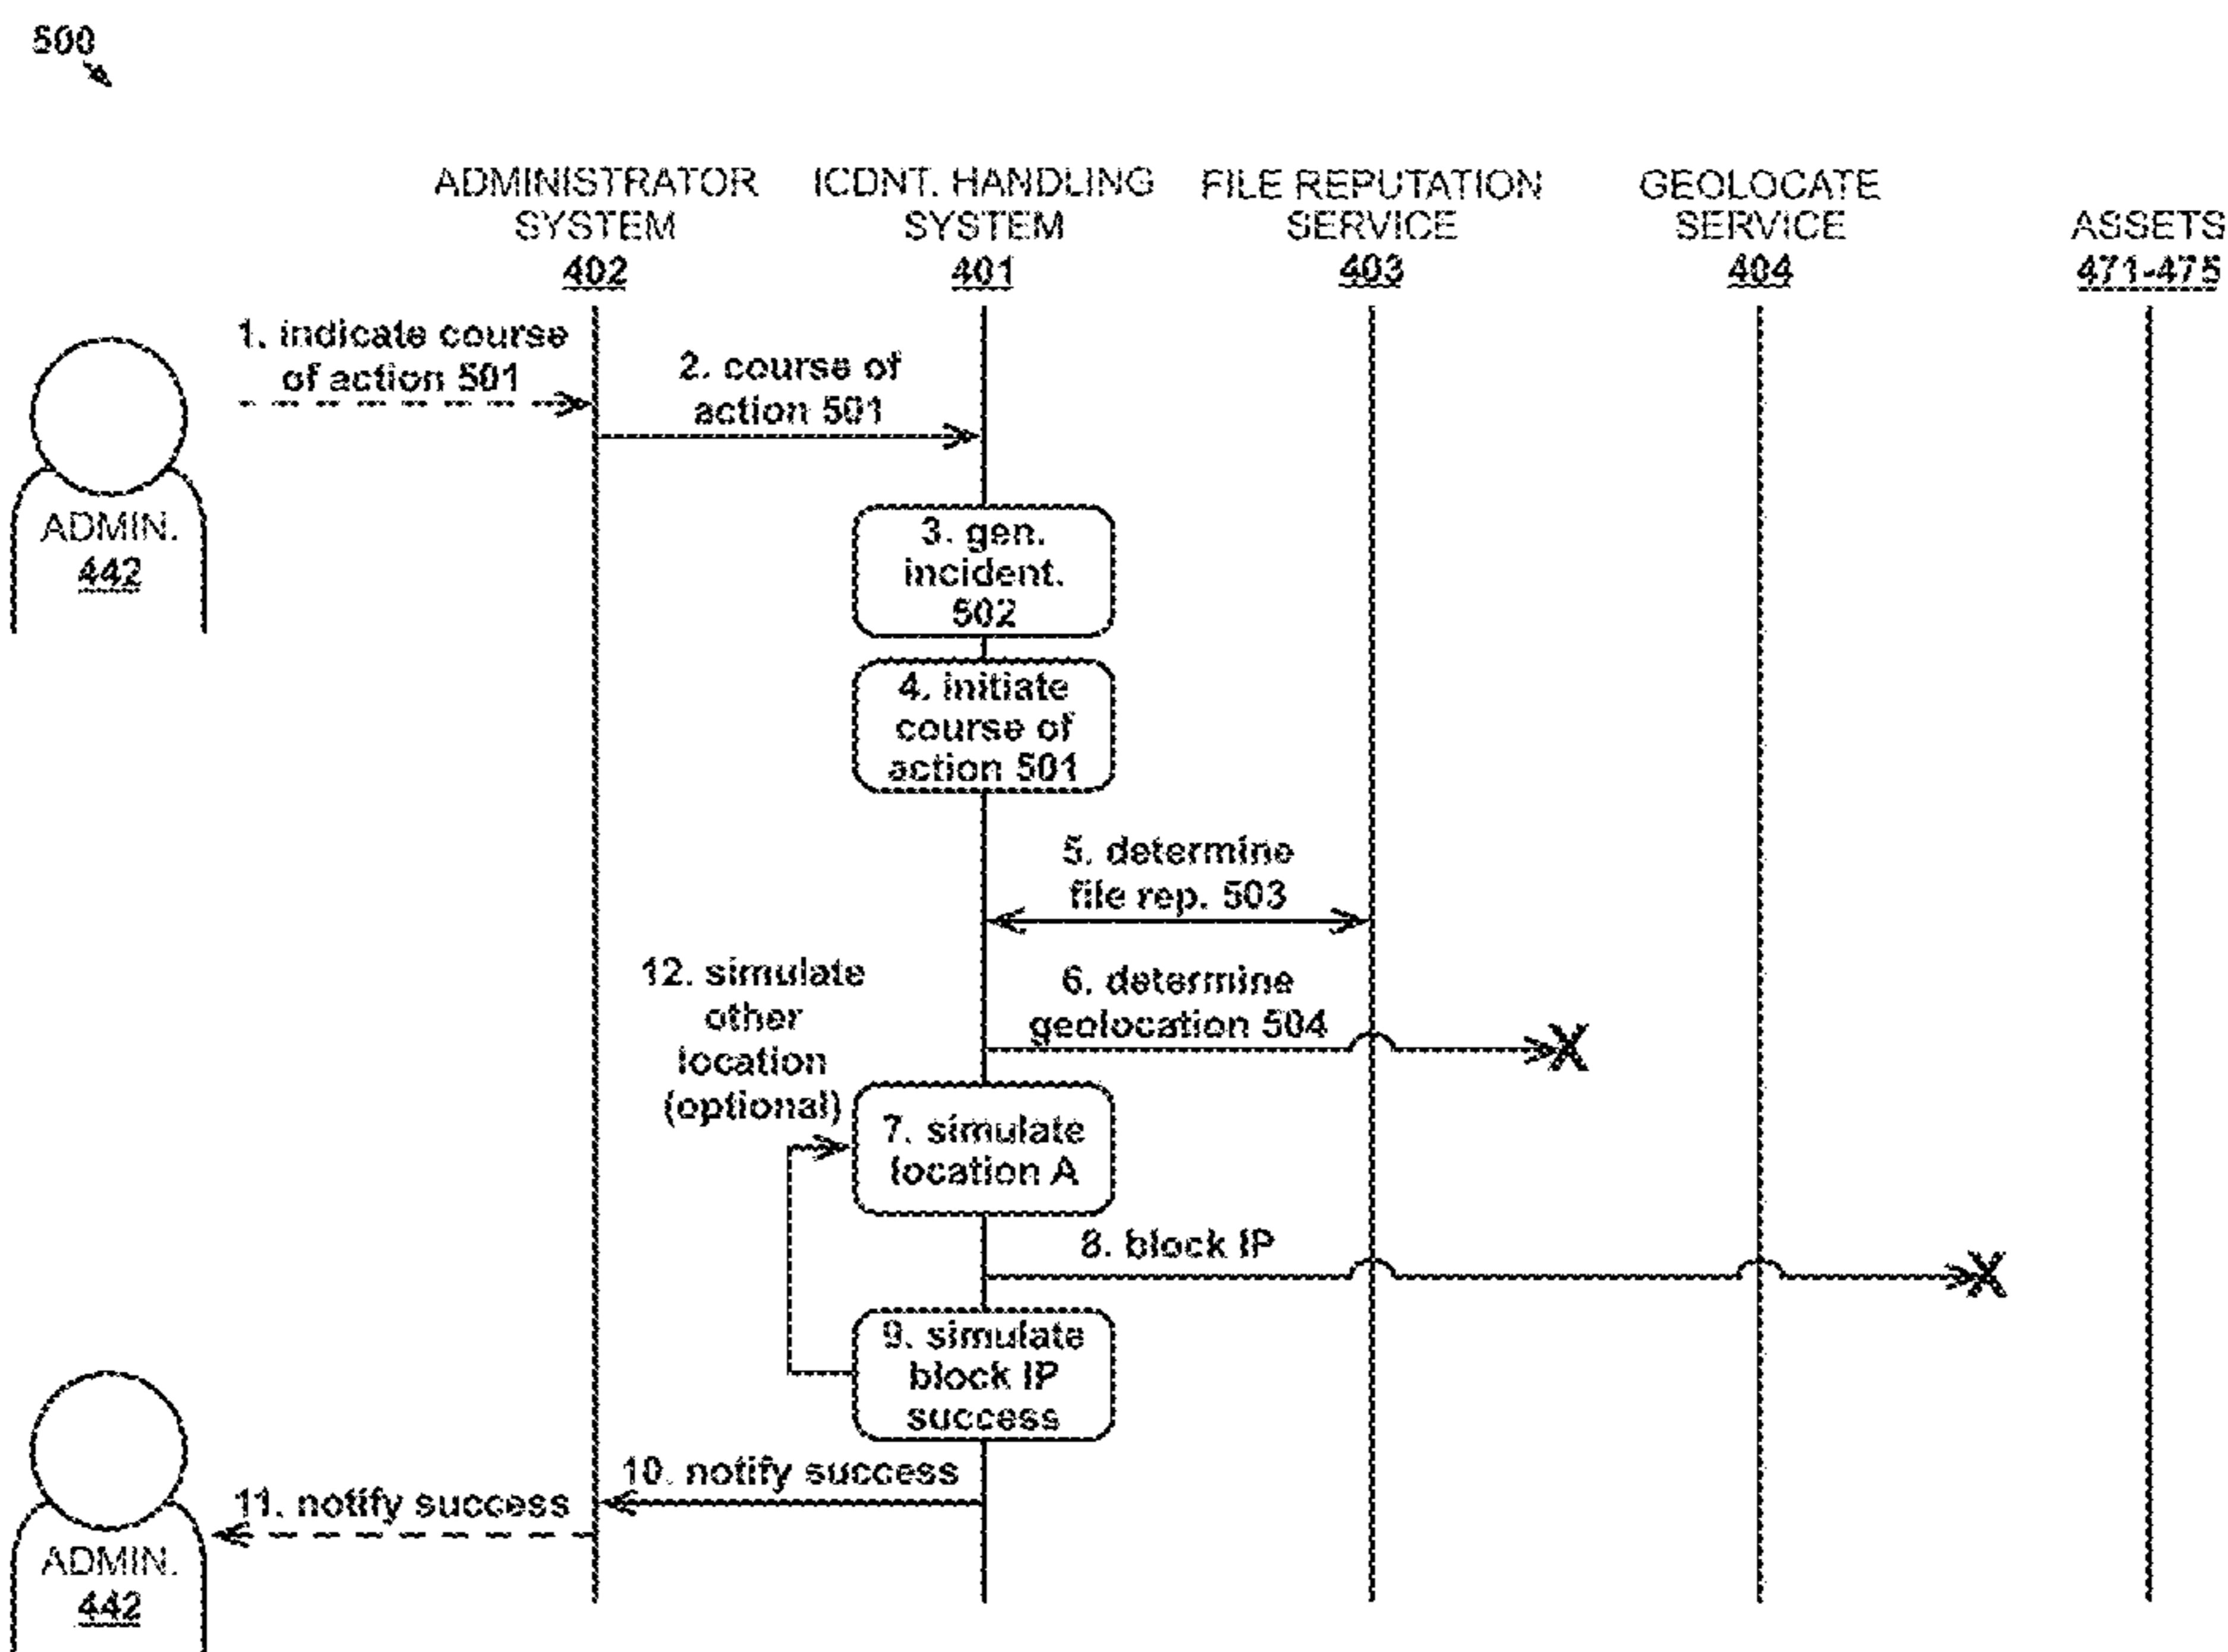 500
ADMINISTRATOR
SYSTEM
402
ICDNT. HANDLING
SYSTEM
401
FILE REPUTATION
SERVICE
403
GEOLOCATE
SERVICE
404
ASSETS
471-475
1. indicate course
of action 501
2. course of
action 501
ADMIN.
442
3. gen.
incident.
502
4. initiate
course of
action 501
5. determine
file rep. 503
12. simulate
other
location
(optional)
6. determine
geolocation 504
7. simulate
location A
8. block IP
9. simulate
block IP
success
10. notify success
11. notify success
ADMIN.
442